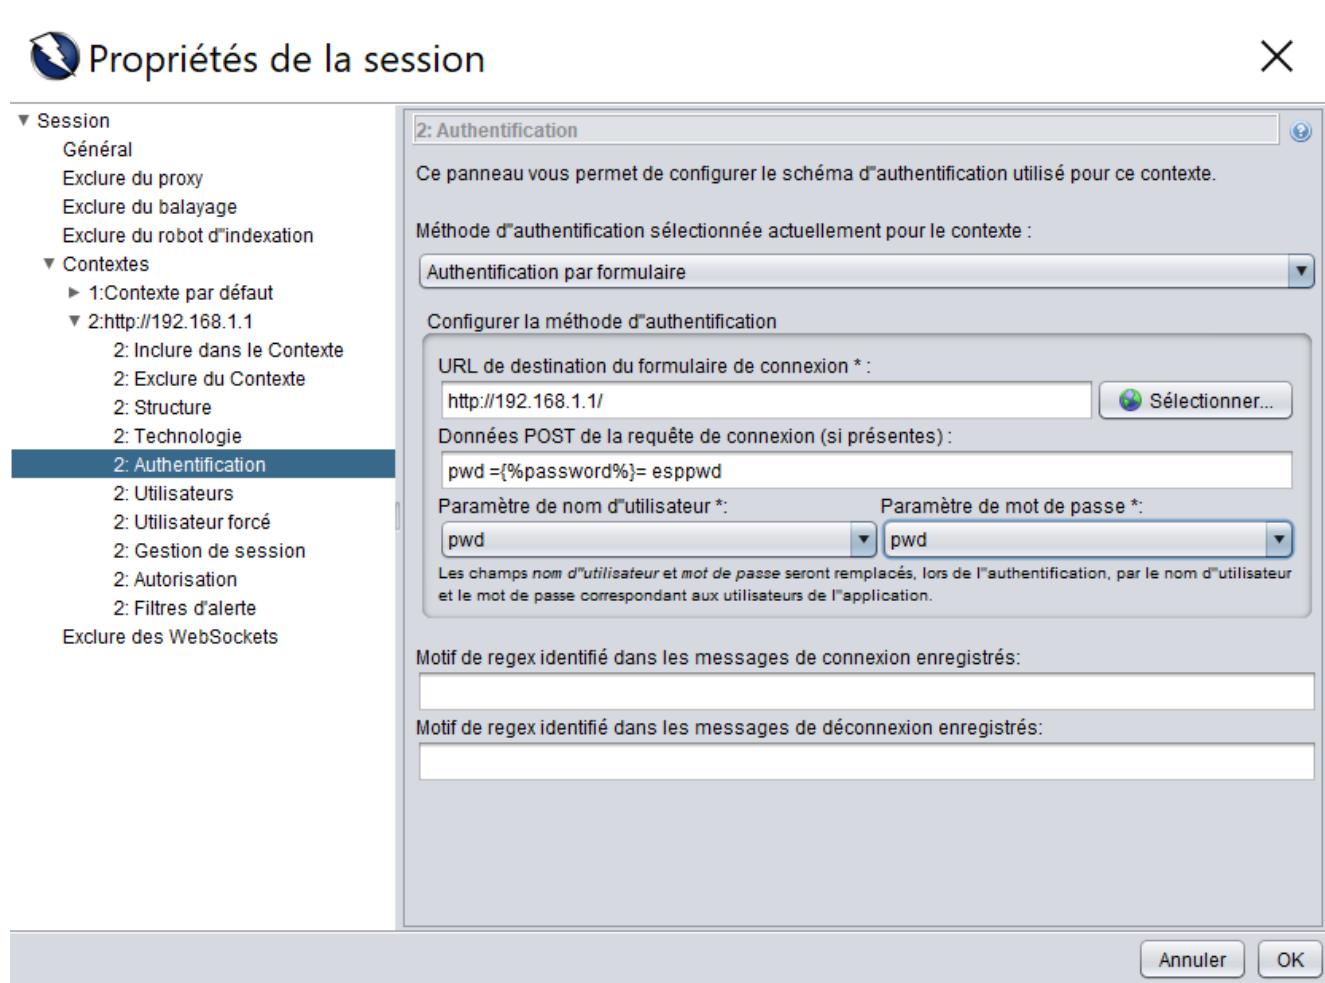 Propriétés de la session
Session
Général
Exclure du proxy
Exclure du balayage
Exclure du robot d"indexation
Contextes
1:Contexte par défaut
2:http://192.168.1.1
2: Inclure dans le Contexte
2: Exclure du Contexte
2: Structure
2: Technologie
2: Authentification
2: Utilisateurs
2: Utilisateur forcé
2: Gestion de session
2: Autorisation
2: Filtres d'alerte
Exclure des WebSockets
2: Authentification
Ce panneau vous permet de configurer le schéma d"authentification utilisé pour ce contexte.
Méthode d"authentification sélectionnée actuellement pour le contexte :
Authentification par formulaire
Configurer la méthode d"authentification
URL de destination du formulaire de connexion * :
http://192.168.1.1/
Sélectionner...
Données POST de la requête de connexion (si présentes) :
pwd ={%password%}= esppwd
Paramètre de nom d"utilisateur *:
Paramètre de mot de passe *:
pwd
pwd
Les champs nom d"utilisateur et mot de passe seront remplacés, lors de l"authentification, par le nom d"utilisateur
et le mot de passe correspondant aux utilisateurs de l"application.
Motif de regex identifié dans les messages de connexion enregistrés:
Motif de regex identifié dans les messages de déconnexion enregistrés:
Annuler
OK